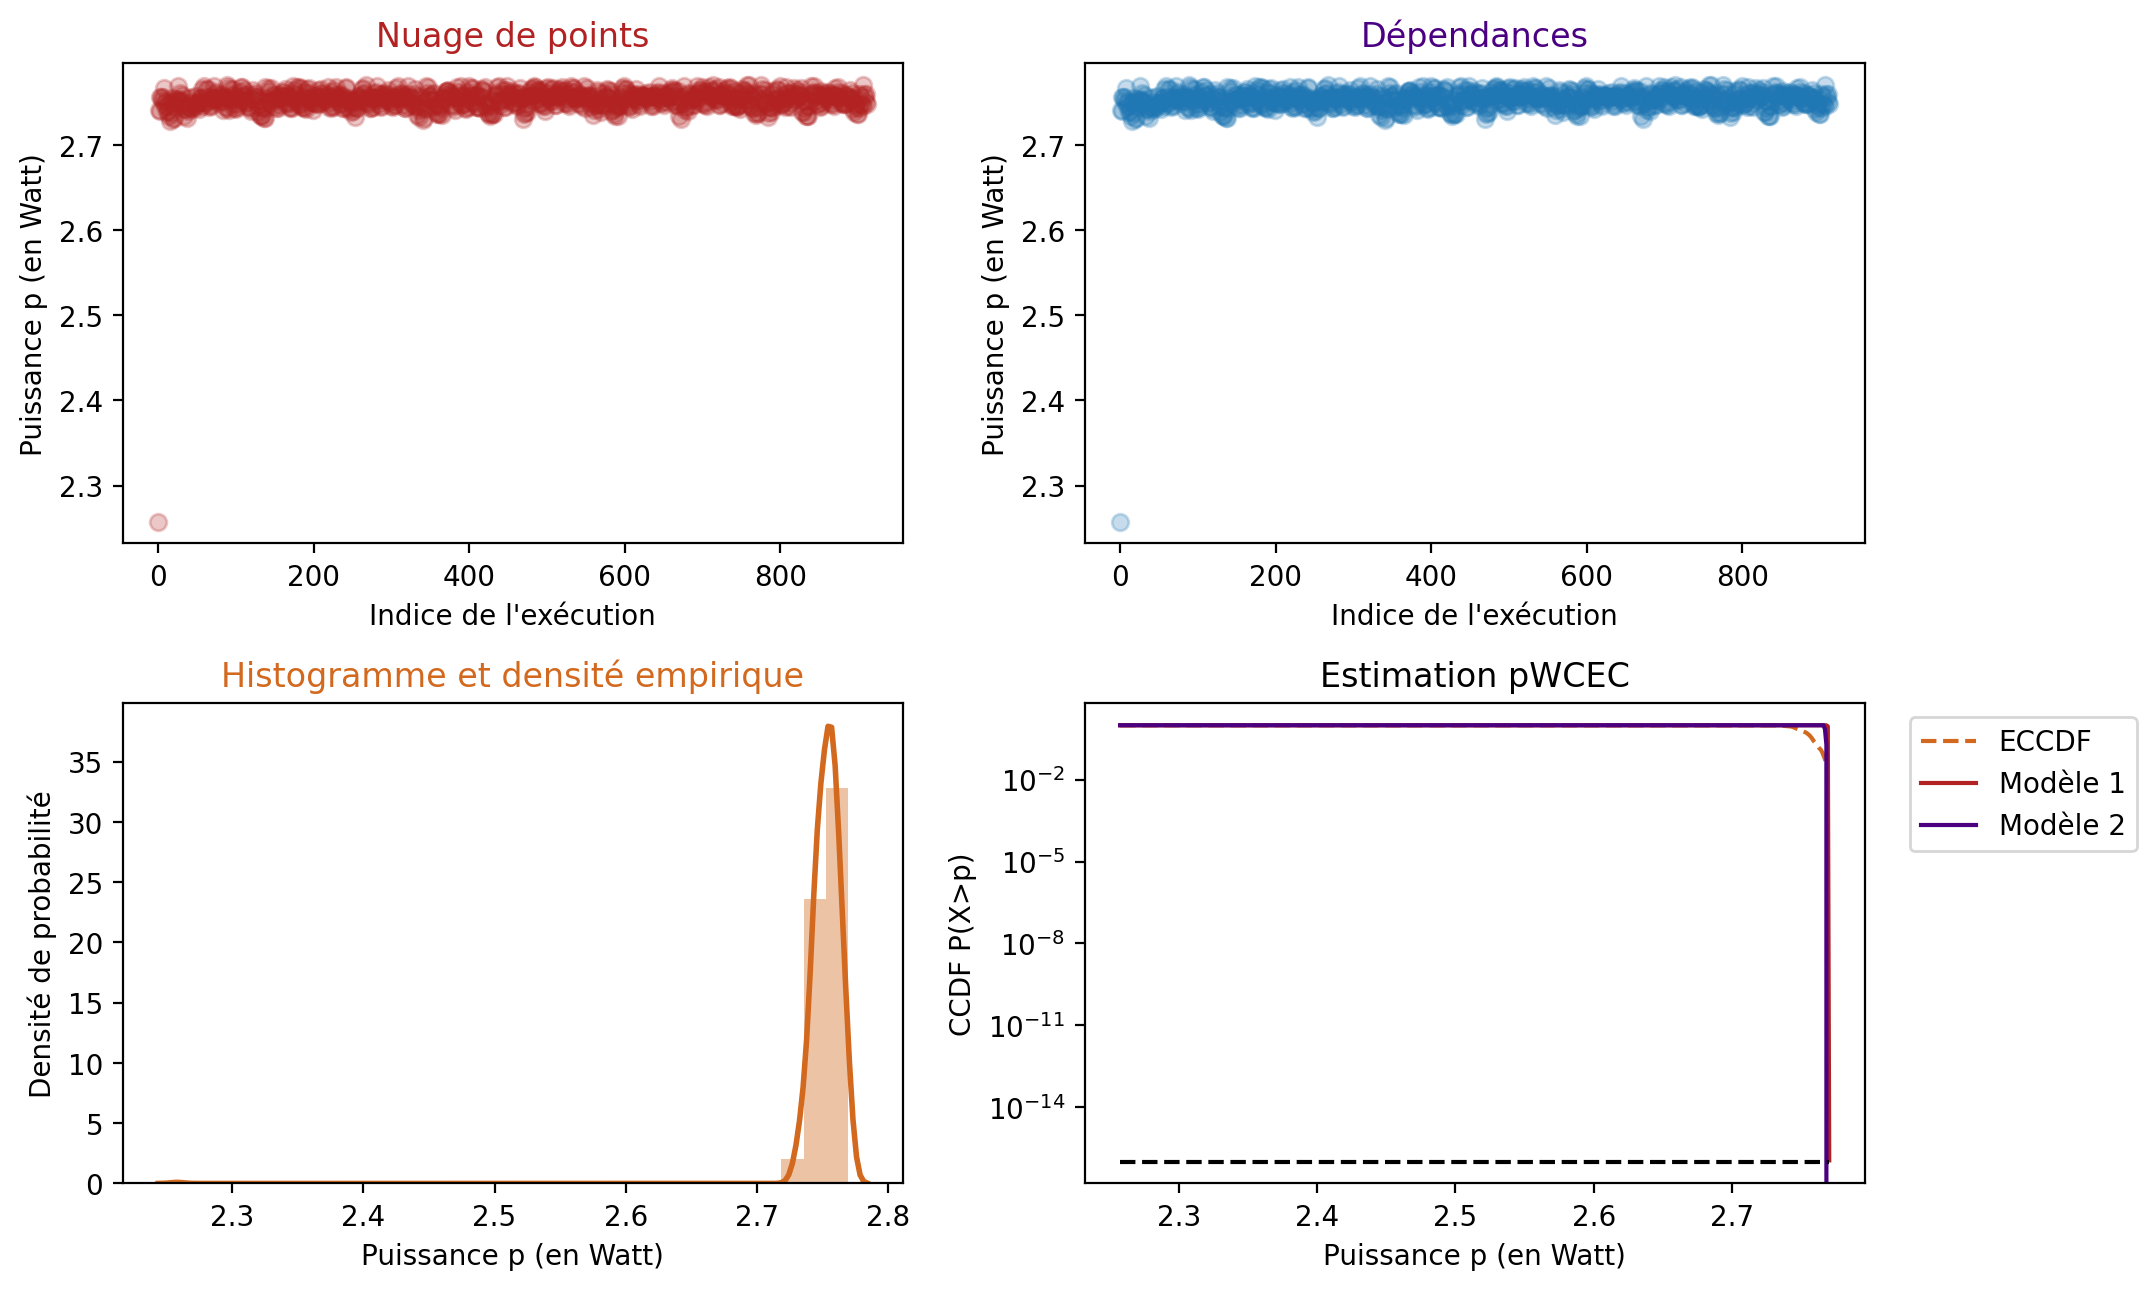 Nuage de points
Puissance p (en Watt)
2.7
2.6
2.5
2.4
2.3
0 200 400 600 800
Indice de l'exécution
Dépendances
Puissance p (en Watt)
2.7
2.6
2.5
2.4
2.3
0 200 400 600 800
Indice de l'exécution
Histogramme et densité empirique
Densité de probabilité
35
30
25
20
15
10
5
0
2.3 2.4 2.5 2.6 2.7 2.8
Puissance p (en Watt)
Estimation pWCEC
CCDF P(X>p)
10⁻²
10⁻⁵
10⁻⁸
10⁻¹¹
10⁻¹⁴
2.3 2.4 2.5 2.6 2.7
Puissance p (en Watt)
ECCDF
Modèle 1
Modèle 2